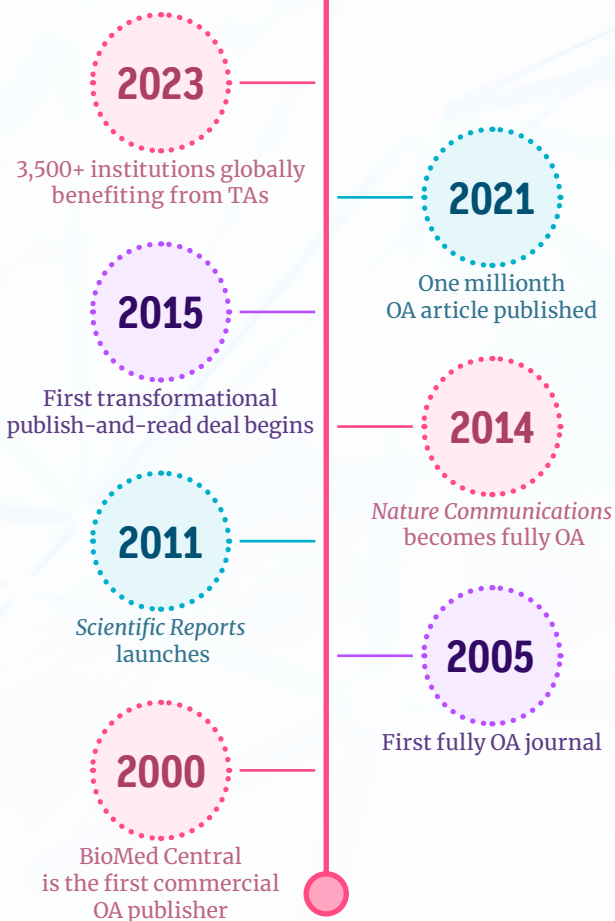 2023
3,500+ institutions globally
benefiting from TAs
2021
One millionth
OA article published
2015
First transformational
publish-and-read deal begins
2014
Nature Communications
becomes fully OA
2011
Scientific Reports
launches
2005
First fully OA journal
2000
BioMed Central
is the first commercial
OA publisher